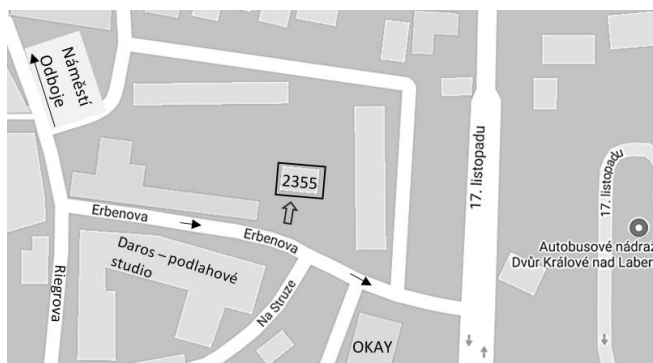 Náměstí
Odboje
2355
17. listopadu
17. listopadu
Erbenova
Erbenova
Autobusové nádraž
Dvůr Králové nad Labem
Daros – podlahové
studio
Riegrova
Na Struze
OKAY